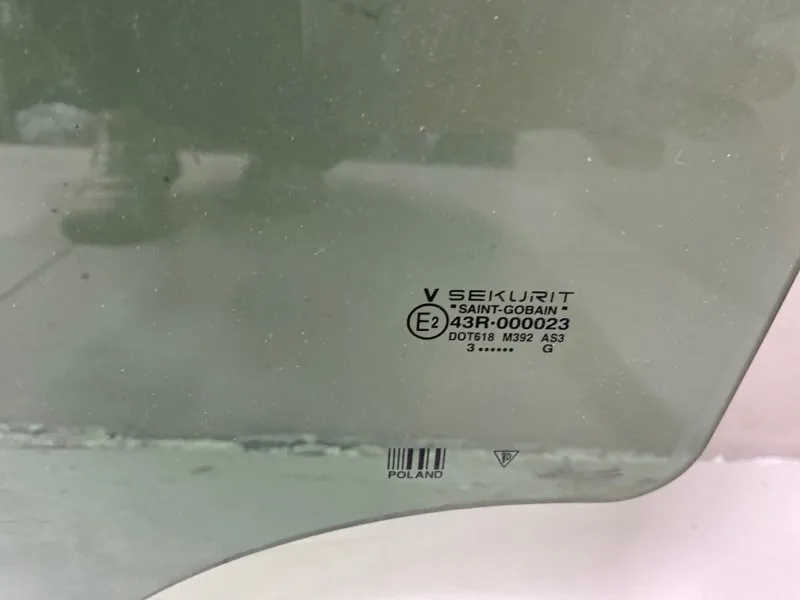 V SEKURIT
"SAINT-GOBAIN"
E2 43R·000023
DOT618 M392 AS3
3 •••••• G
POLAND